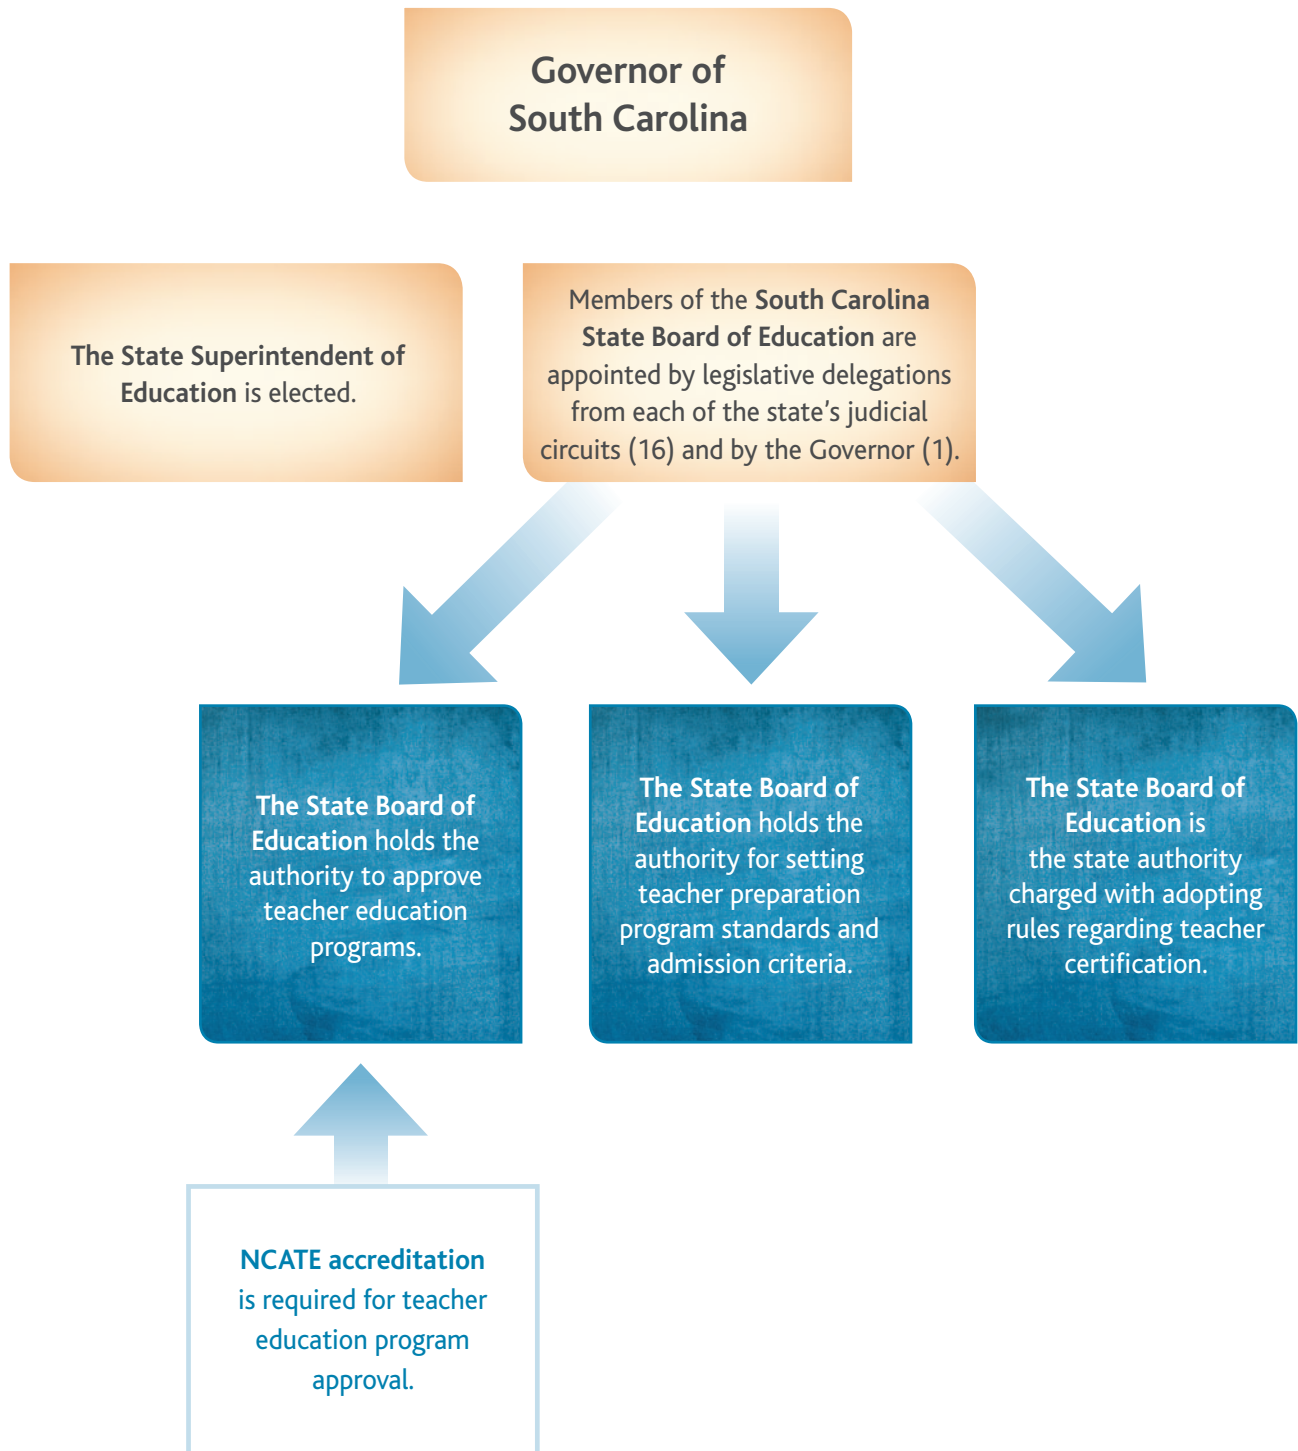 Governor of
South Carolina
The State Superintendent of
Education is elected.
Members of the South Carolina
State Board of Education are
appointed by legislative delegations
from each of the state’s judicial
circuits (16) and by the Governor (1).
The State Board of
Education holds the
authority to approve
teacher education
programs.
The State Board of
Education holds the
authority for setting
teacher preparation
program standards and
admission criteria.
The State Board of
Education is
the state authority
charged with adopting
rules regarding teacher
certification.
NCATE accreditation
is required for teacher
education program
approval.